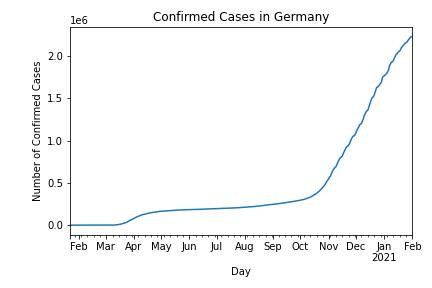 Confirmed Cases in Germany
1e6
2.0
1.5
1.0
0.5
0.0
Number of Confirmed Cases
Feb Mar Apr May Jun Jul Aug Sep Oct Nov Dec Jan Feb
2021
Day